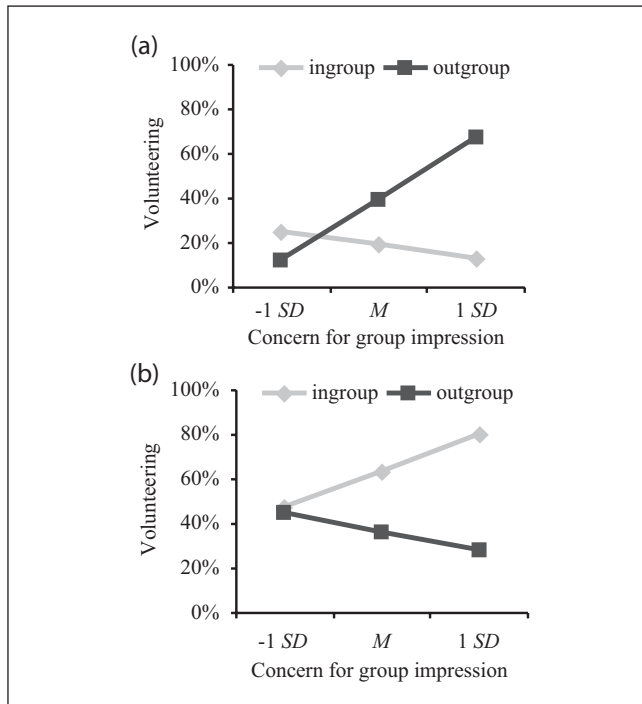 (a)
100%
ingroup outgroup
80%
60%
40%
20%
0%
Volunteering
-1 SD M 1 SD
Concern for group impression
(b)
100%
ingroup outgroup
80%
60%
40%
20%
0%
Volunteering
-1 SD M 1 SD
Concern for group impression